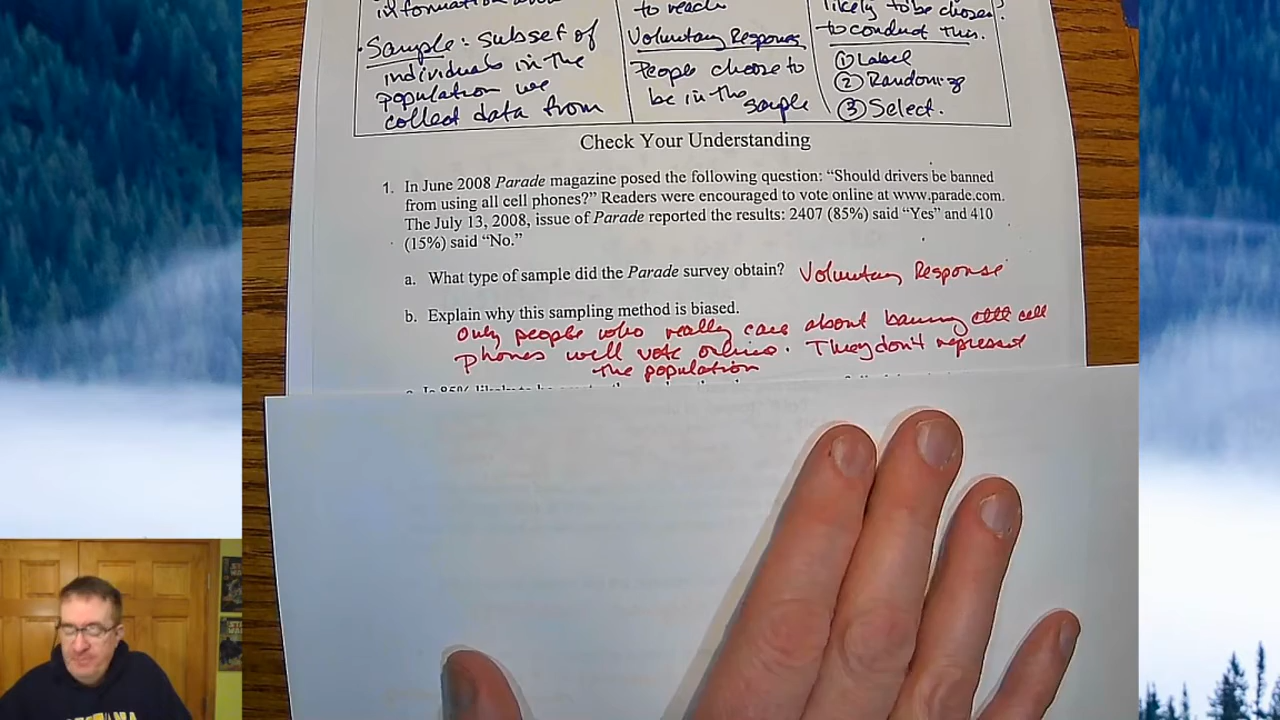 information
Sample: subset of
individuals in the
population we
collect data from
to reach
Voluntary Response
People choose to
be in the sample
likely to be chosen?
to conduct this.
① Label
② Randomize
③ Select.
Check Your Understanding
1. In June 2008 Parade magazine posed the following question: “Should drivers be banned
from using all cell phones?” Readers were encouraged to vote online at www.parade.com.
The July 13, 2008, issue of Parade reported the results: 2407 (85%) said “Yes” and 410
(15%) said “No.”
a. What type of sample did the Parade survey obtain? Voluntary Response
b. Explain why this sampling method is biased.
Only people who really care about banning cell
phones will vote online. They don't represent
the population